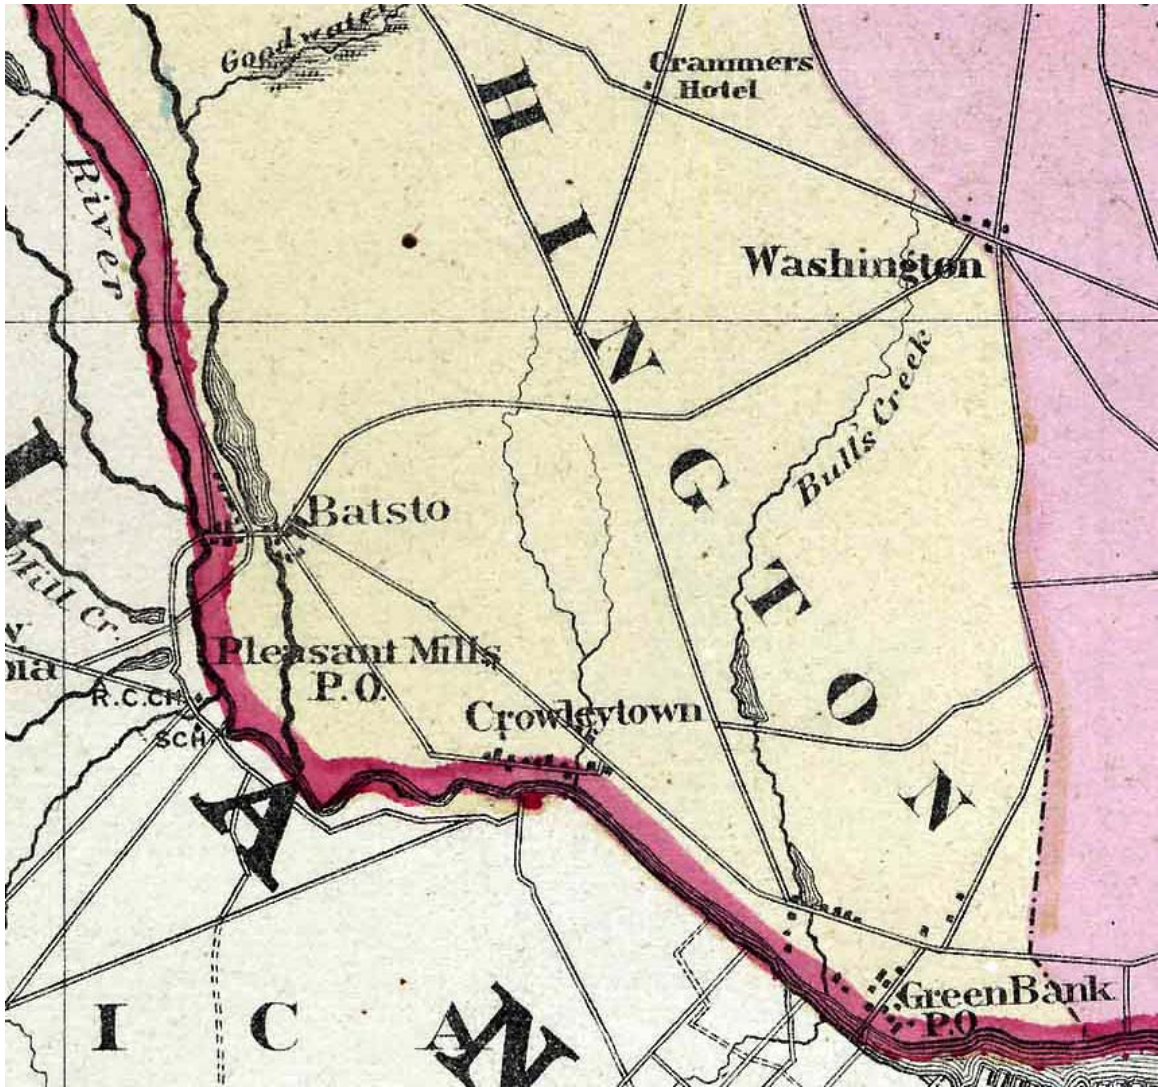 Goodwater
Crammers
Hotel
River
H I N G T O N
Washington
Bulls Creek
Batsto
Mill Cr.
Pleasant Mills
P.O.
R.C.CH
SCH
Crowleytown
GreenBank
P.O
L A N
I C A